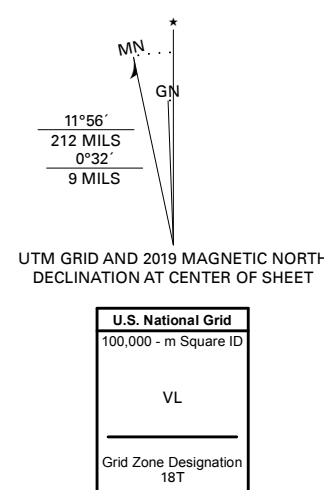 ★
MN
GN
11°56´
212 MILS
0°32´
9 MILS
UTM GRID AND 2019 MAGNETIC NORTH
DECLINATION AT CENTER OF SHEET
U.S. National Grid
100,000 - m Square ID
VL
Grid Zone Designation
18T